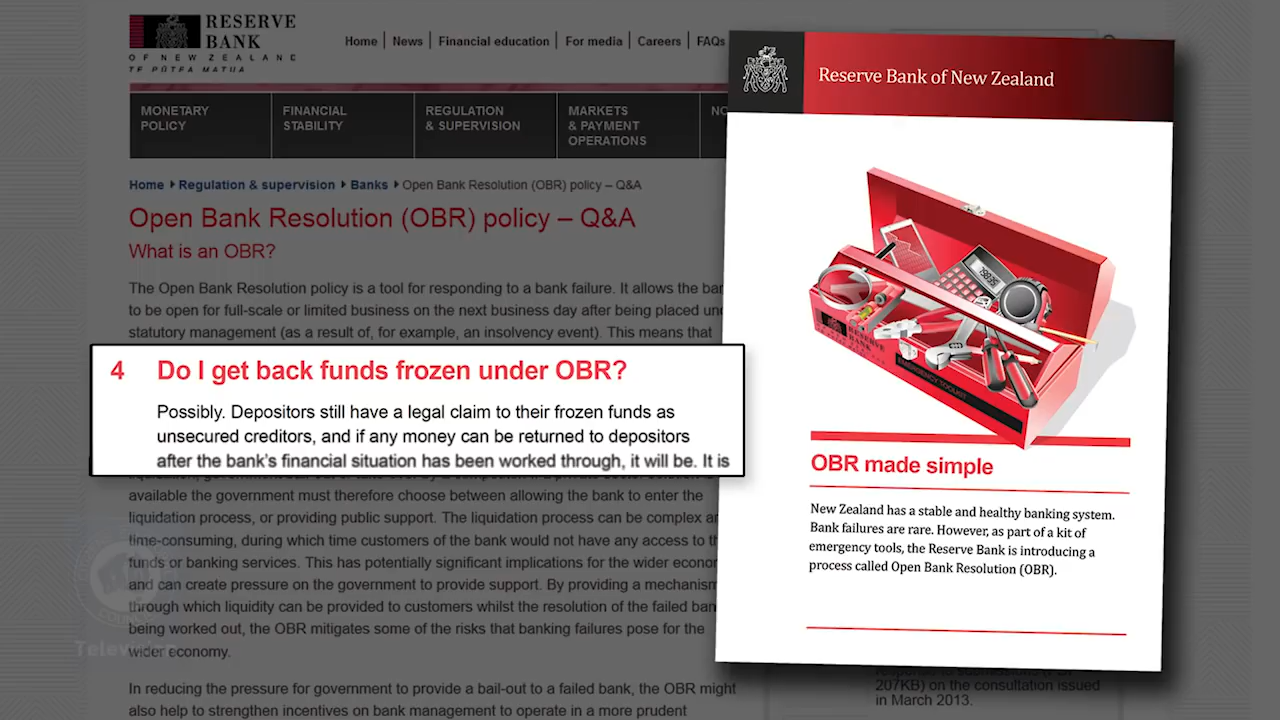 RESERVE
BANK
OF NEW ZEALAND
TE PŪTEA MATUA
Home
News
Financial education
For media
Careers
FAQs
MONETARY
POLICY
FINANCIAL
STABILITY
REGULATION
& SUPERVISION
MARKETS
& PAYMENT
OPERATIONS
NO
Home Regulation & supervision Banks Open Bank Resolution (OBR) policy – Q&A
Open Bank Resolution (OBR) policy – Q&A
What is an OBR?
The Open Bank Resolution policy is a tool for responding to a bank failure. It allows the
to be open for full-scale or limited business on the next business day after being placed
statutory management (as a result of, for example, an insolvency event). This means that
4 Do I get back funds frozen under OBR?
Possibly. Depositors still have a legal claim to their frozen funds as
unsecured creditors, and if any money can be returned to depositors
after the bank's financial situation has been worked through, it will be. It is
available the government must therefore choose between allowing the bank to enter the
liquidation process, or providing public support. The liquidation process can be complex
time-consuming, during which time customers of the bank would not have any access to
funds or banking services. This has potentially significant implications for the wider
and can create pressure on the government to provide support. By providing a mechanism
through which liquidity can be provided to customers whilst the resolution of the failed
being worked out, the OBR mitigates some of the risks that banking failures pose for the
wider economy.
In reducing the pressure for government to provide a bail-out to a failed bank, the OBR might
also help to strengthen incentives on bank management to operate in a more prudent
Reserve Bank of New Zealand
RESERVE
BANK
EMERGENCY TOOLKIT
OBR made simple
New Zealand has a stable and healthy banking system.
Bank failures are rare. However, as part of a kit of
emergency tools, the Reserve Bank is introducing a
process called Open Bank Resolution (OBR).
207KB) on the consultation issued
in March 2013.
Television